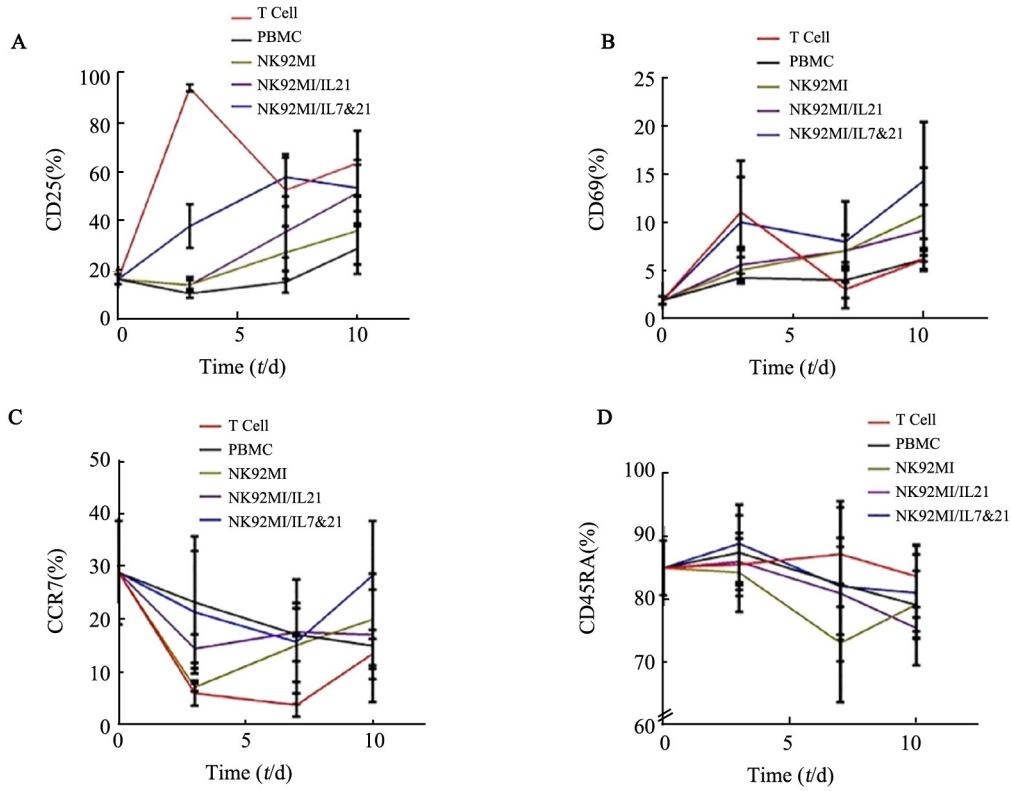 A
T Cell
PBMC
NK92MI
NK92MI/IL21
NK92MI/IL7&21
100
80
60
40
20
0
CD25(%)
0 5 10
Time (t/d)
B
T Cell
PBMC
NK92MI
NK92MI/IL21
NK92MI/IL7&21
25
20
15
10
5
0
CD69(%)
0 5 10
Time (t/d)
C
T Cell
PBMC
NK92MI
NK92MI/IL21
NK92MI/IL7&21
50
40
30
20
10
0
CCR7(%)
0 5 10
Time (t/d)
D
T Cell
PBMC
NK92MI
NK92MI/IL21
NK92MI/IL7&21
100
90
80
70
60
CD45RA(%)
0 5 10
Time (t/d)